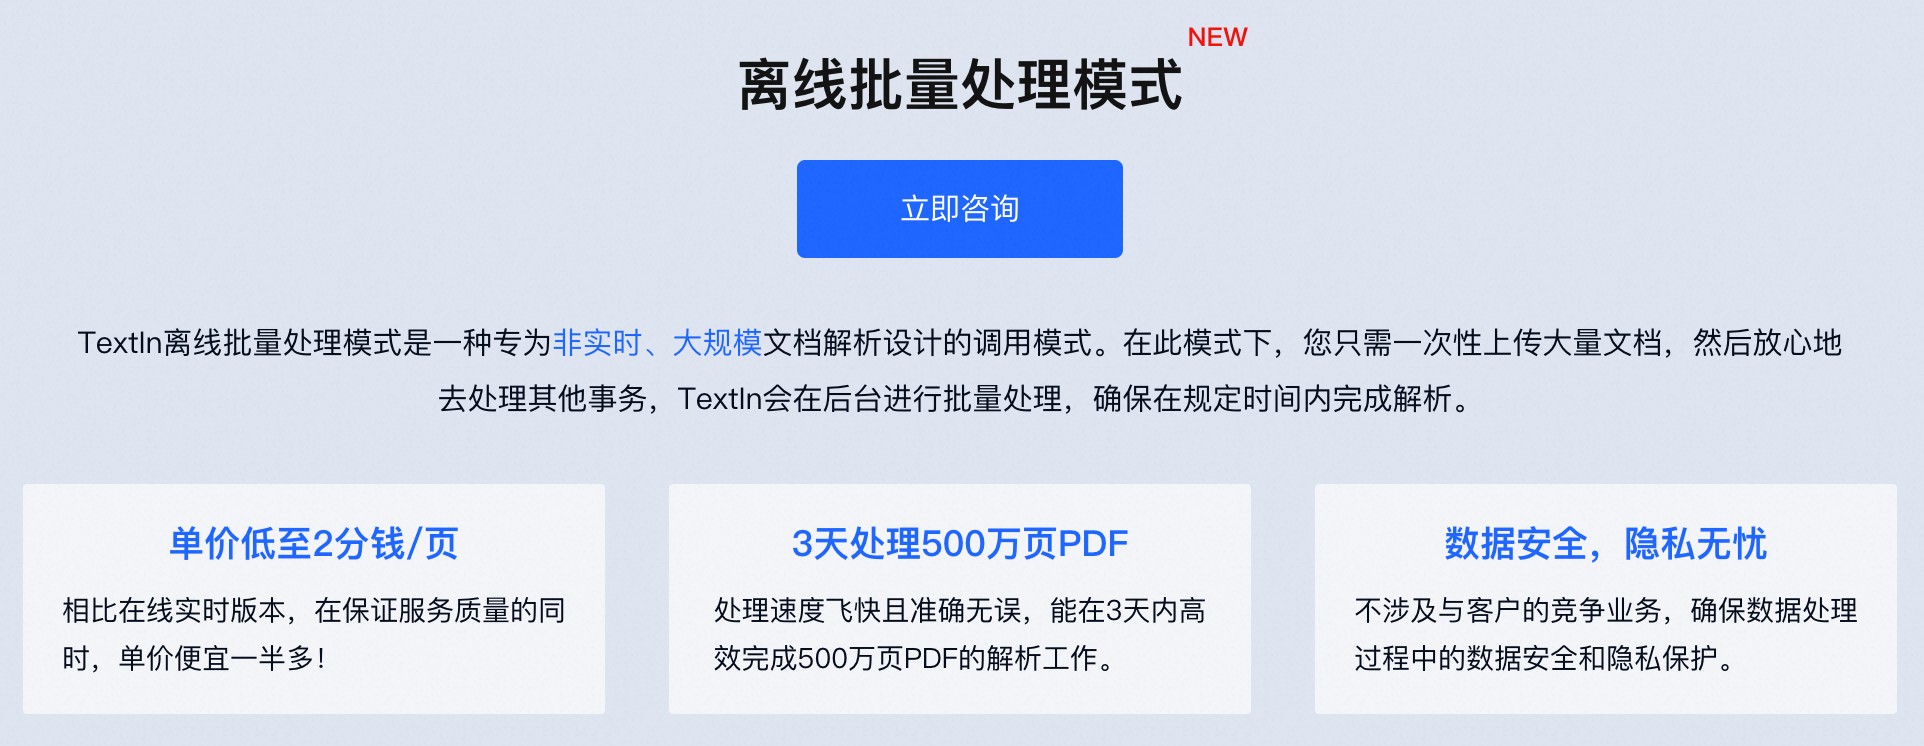 离线批量处理模式
NEW
立即咨询
TextIn离线批量处理模式是一种专为非实时、大规模文档解析设计的调用模式。在此模式下，您只需一次性上传大量文档，然后放心地
去处理其他事务，TextIn会在后台进行批量处理，确保在规定时间内完成解析。
单价低至2分钱/页
相比在线实时版本，在保证服务质量的同
时，单价便宜一半多！
3天处理500万页PDF
处理速度飞快且准确无误，能在3天内高
效完成500万页PDF的解析工作。
数据安全，隐私无忧
不涉及与客户的竞争业务，确保数据处理
过程中的数据安全和隐私保护。